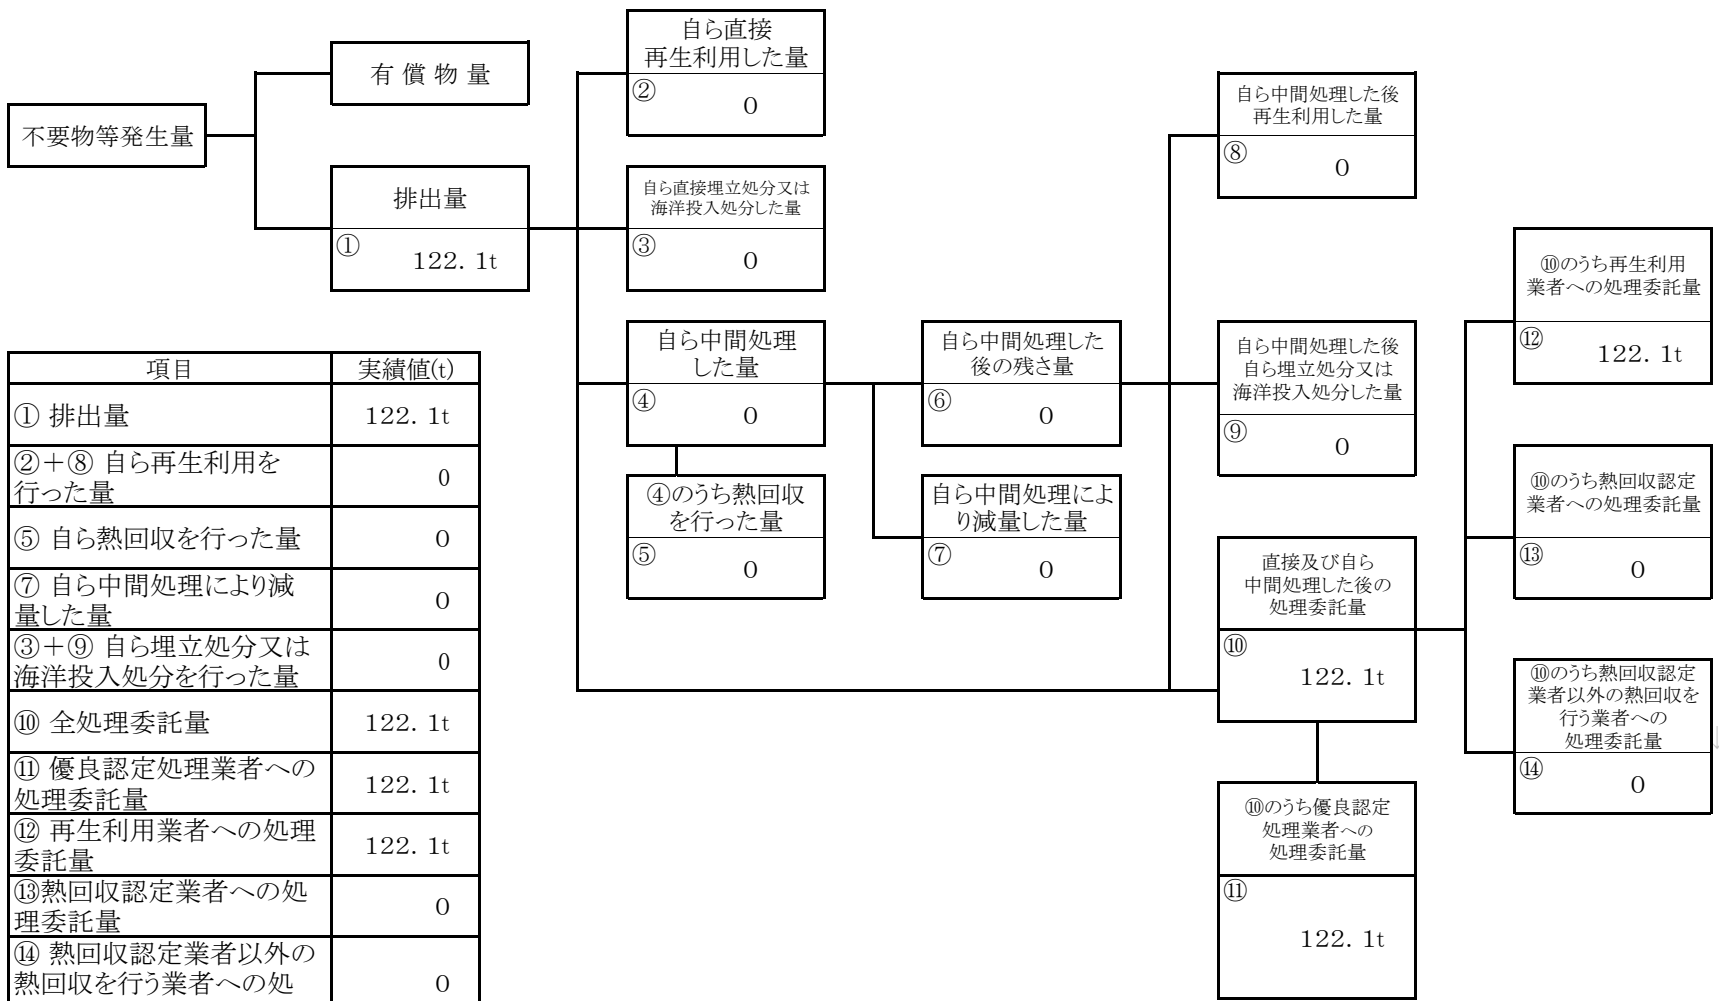 不要物等発生量
有 償 物 量
排出量
①
122. 1t
自ら直接
再生利用した量
②
0
自ら直接埋立処分又は
海洋投入処分した量
③
0
自ら中間処理
した量
④
0
④のうち熱回収
を行った量
⑤
0
自ら中間処理した
後の残さ量
⑥
0
自ら中間処理によ
り減量した量
⑦
0
自ら中間処理した後
再生利用した量
⑧
0
自ら中間処理した後
自ら埋立処分又は
海洋投入処分した量
⑨
0
直接及び自ら
中間処理した後の
処理委託量
⑩
122. 1t
⑩のうち優良認定
処理業者への
処理委託量
⑪
122. 1t
⑩のうち再生利用
業者への処理委託量
⑫
122. 1t
⑩のうち熱回収認定
業者への処理委託量
⑬
0
⑩のうち熱回収認定
業者以外の熱回収を
行う業者への
処理委託量
⑭
0
項目 実績値(t)
① 排出量 122. 1t
②+⑧ 自ら再生利用を
行った量 0
⑤ 自ら熱回収を行った量 0
⑦ 自ら中間処理により減
量した量 0
③+⑨ 自ら埋立処分又は
海洋投入処分を行った量 0
⑩ 全処理委託量 122. 1t
⑪ 優良認定処理業者への
処理委託量 122. 1t
⑫ 再生利用業者への処理
委託量 122. 1t
⑬熱回収認定業者への処
理委託量 0
⑭ 熱回収認定業者以外の
熱回収を行う業者への処 0